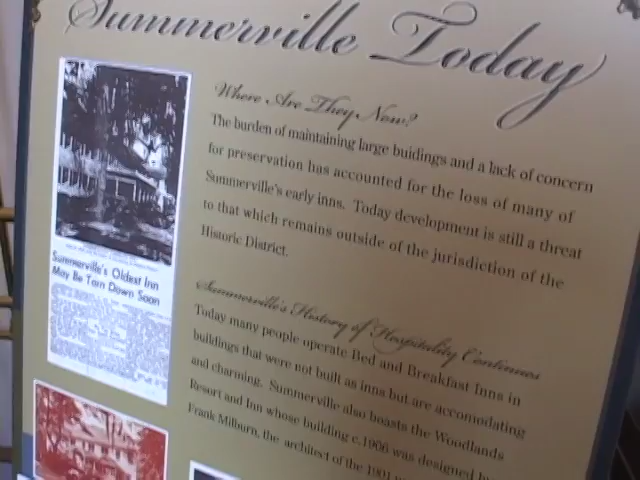 Summerville Today
Where Are They Now?
The burden of maintaining large buidings and a lack of concern
for preservation has accounted for the loss of many of
Summerville's early inns. Today development is still a threat
to that which remains outside of the jurisdiction of the
Historic District.
Summerville's Oldest Inn
May Be Torn Down Soon
Summerville's History of Hospitality Continues
Today many people operate Bed and Breakfast Inns in
buildings that were not built as inns but are accomodating
and charming. Summerville also boasts the Woodlands
Resort and Inn whose building c.1906 was designed by
Frank Milburn, the architect of the 1901